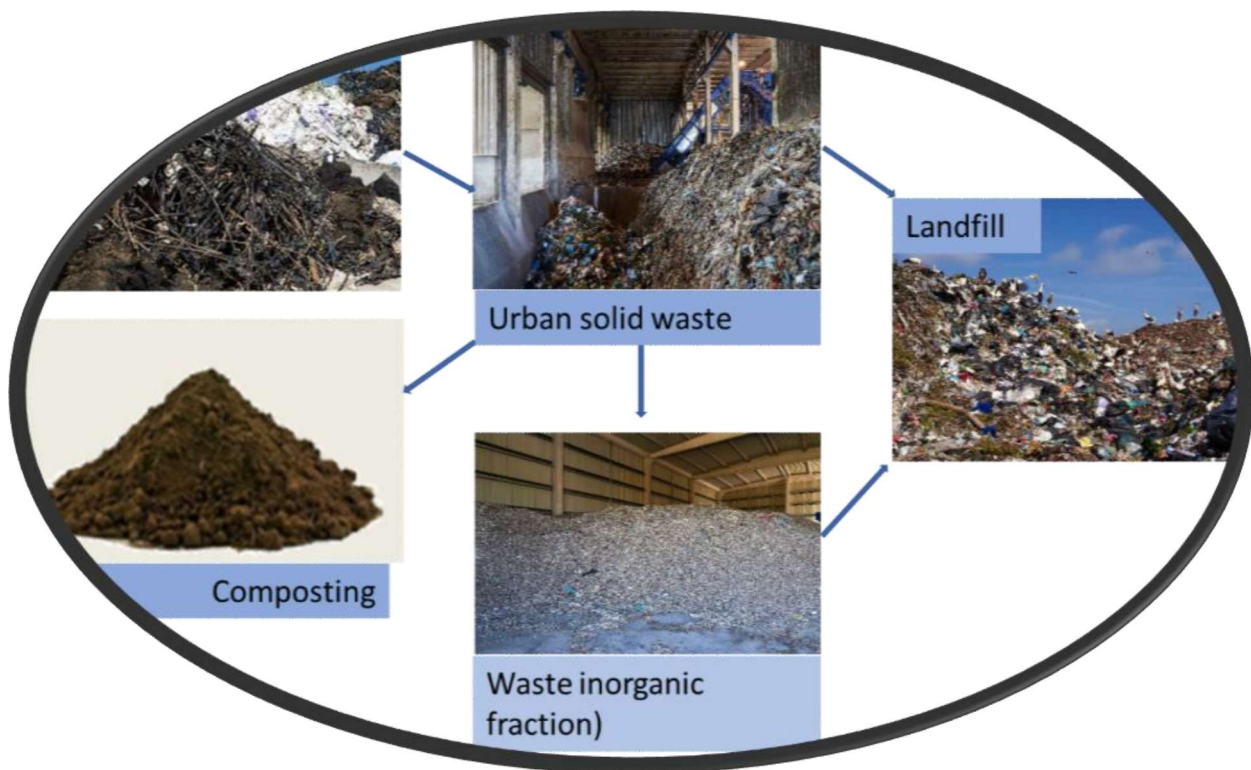 Landfill
Urban solid waste
Composting
Waste inorganic
fraction)